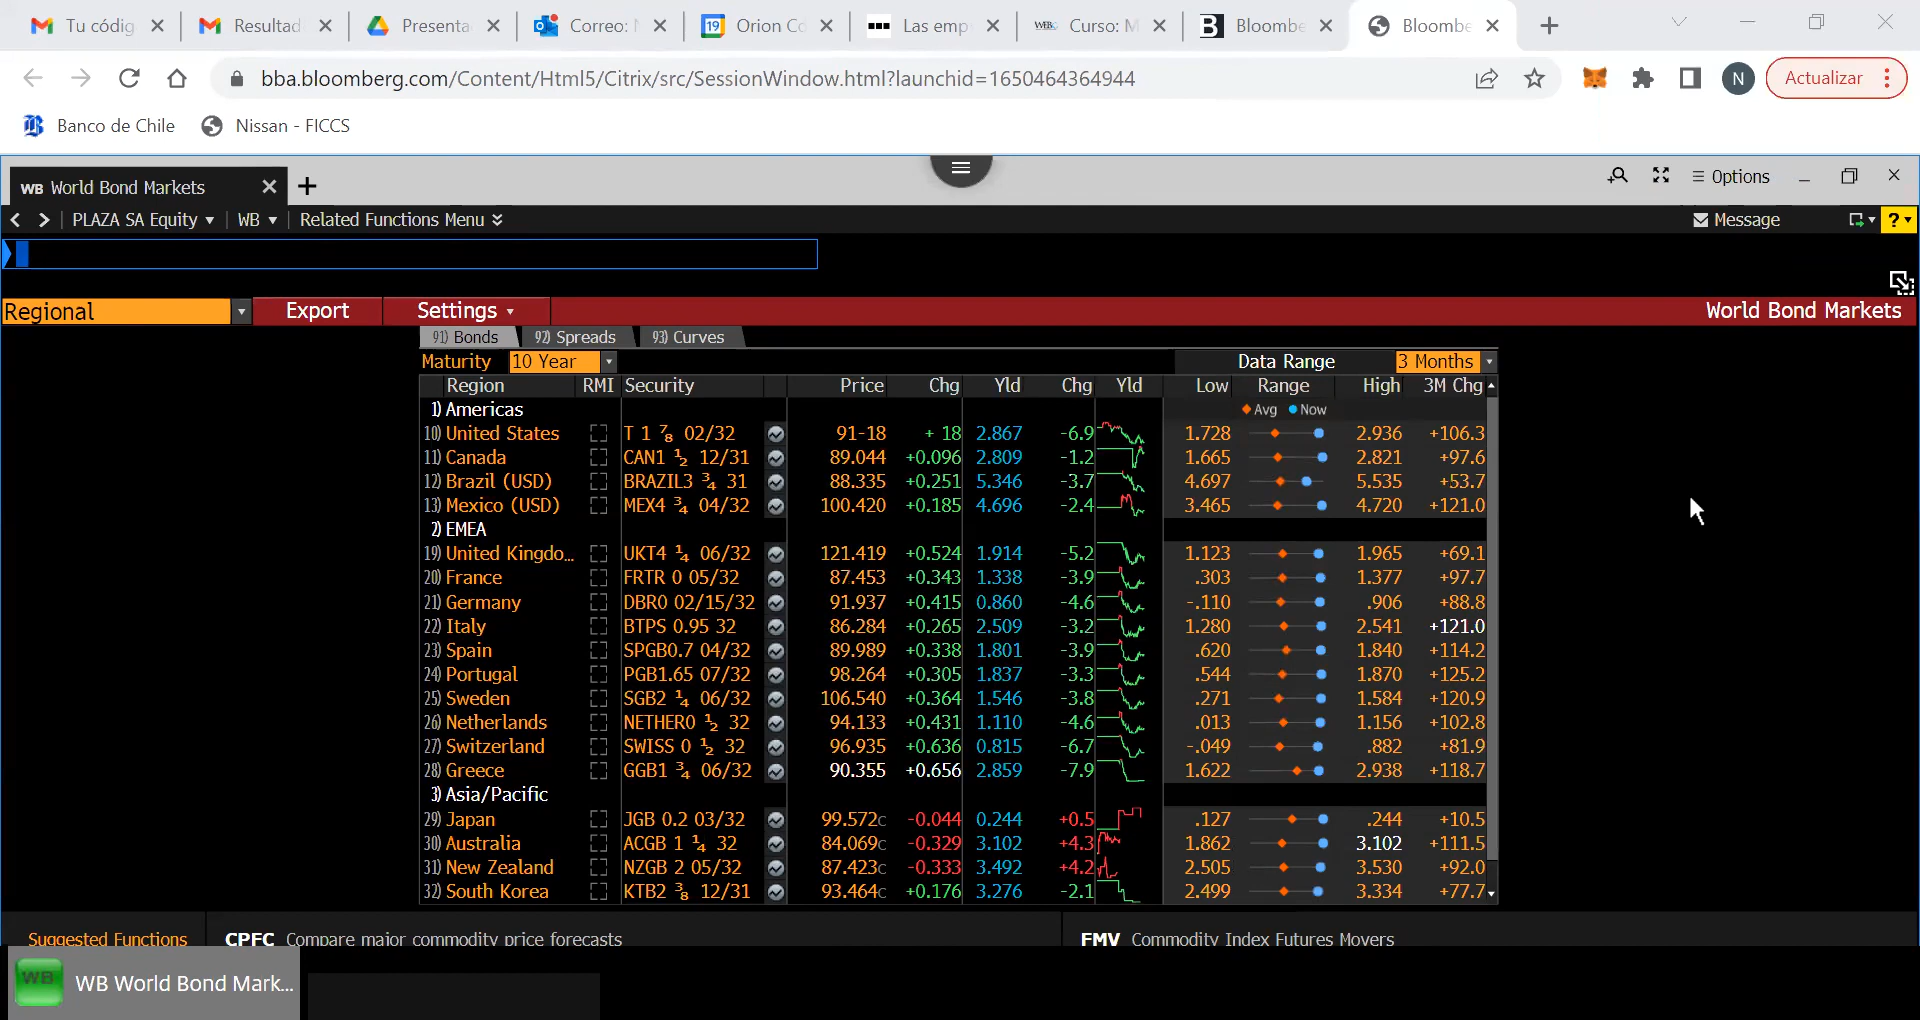 Tu códig
Resultad
Presenta
Correo: N
19 Orion Co
Las emp
WEBC Curso: M
B Bloombe
Bloombe
bba.bloomberg.com/Content/Html5/Citrix/src/SessionWindow.html?launchid=1650464364944
N Actualizar
Banco de Chile Nissan - FICCS
WB World Bond Markets Options
PLAZA SA Equity WB Related Functions Menu Message ?
Regional Export Settings World Bond Markets
91) Bonds 92) Spreads 93) Curves
Maturity 10 Year Data Range 3 Months
Region RMI Security Price Chg Yld Chg Yld Low Range High 3M Chg
1) Americas Avg Now
10) United States T 1 ⅞ 02/32 91-18 + 18 2.867 -6.9 1.728 2.936 +106.3
11) Canada CAN1 ½ 12/31 89.044 +0.096 2.809 -1.2 1.665 2.821 +97.6
12) Brazil (USD) BRAZIL3 ¾ 31 88.335 +0.251 5.346 -3.7 4.697 5.535 +53.7
13) Mexico (USD) MEX4 ¾ 04/32 100.420 +0.185 4.696 -2.4 3.465 4.720 +121.0
2) EMEA
19) United Kingdo... UKT4 ¼ 06/32 121.419 +0.524 1.914 -5.2 1.123 1.965 +69.1
20) France FRTR 0 05/32 87.453 +0.343 1.338 -3.9 .303 1.377 +97.7
21) Germany DBR0 02/15/32 91.937 +0.415 0.860 -4.6 -.110 .906 +88.8
22) Italy BTPS 0.95 32 86.284 +0.265 2.509 -3.2 1.280 2.541 +121.0
23) Spain SPGB0.7 04/32 89.989 +0.338 1.801 -3.9 .620 1.840 +114.2
24) Portugal PGB1.65 07/32 98.264 +0.305 1.837 -3.3 .544 1.870 +125.2
25) Sweden SGB2 ¼ 06/32 106.540 +0.364 1.546 -3.8 .271 1.584 +120.9
26) Netherlands NETHER0 ½ 32 94.133 +0.431 1.110 -4.6 .013 1.156 +102.8
27) Switzerland SWISS 0 ½ 32 96.935 +0.636 0.815 -6.7 -.049 .882 +81.9
28) Greece GGB1 ¾ 06/32 90.355 +0.656 2.859 -7.9 1.622 2.938 +118.7
3) Asia/Pacific
29) Japan JGB 0.2 03/32 99.572c -0.044 0.244 +0.5 .127 .244 +10.5
30) Australia ACGB 1 ¼ 32 84.069c -0.329 3.102 +4.3 1.862 3.102 +111.5
31) New Zealand NZGB 2 05/32 87.423c -0.333 3.492 +4.2 2.505 3.530 +92.0
32) South Korea KTB2 ⅜ 12/31 93.464c +0.176 3.276 -2.1 2.499 3.334 +77.7
Suggested Functions CPFC Compare major commodity price forecasts FMV Commodity Index Futures Movers
WB WB World Bond Mark...